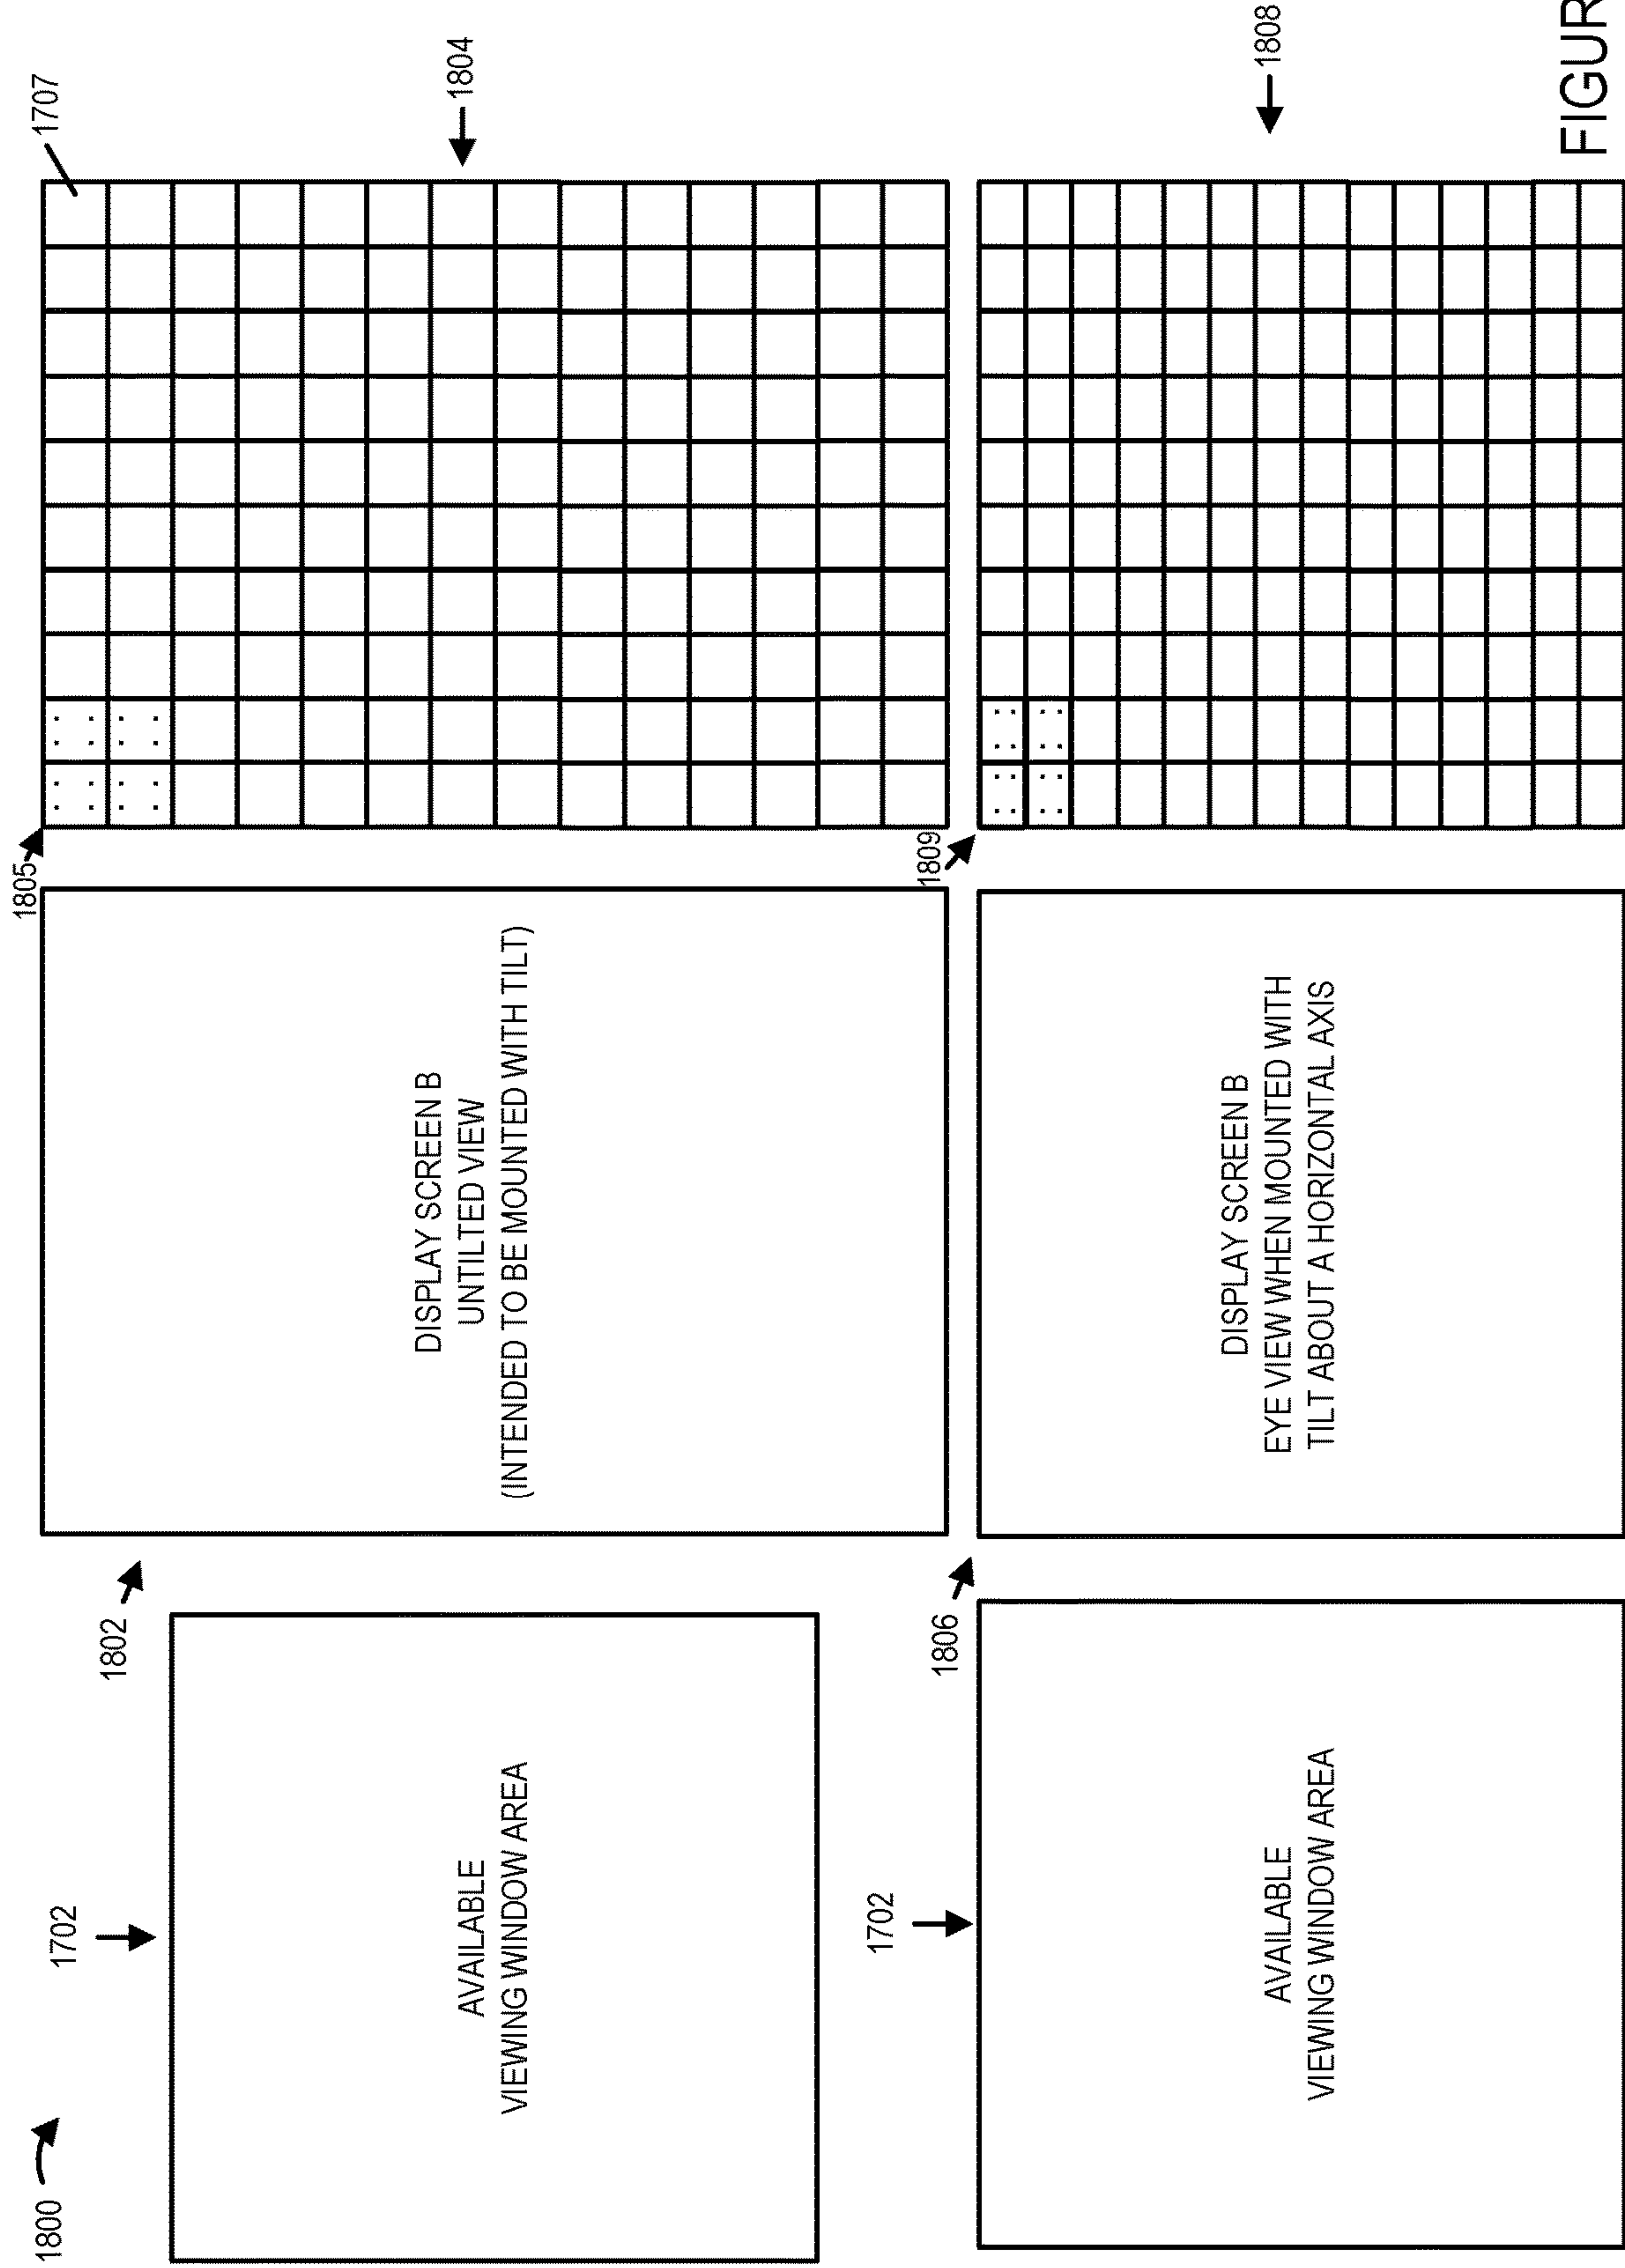 1800
1702
1802
1805
1707
AVAILABLE
VIEWING WINDOW AREA
DISPLAY SCREEN B
UNTILTED VIEW
(INTENDED TO BE MOUNTED WITH TILT)
1804
1702
1806
1809
AVAILABLE
VIEWING WINDOW AREA
DISPLAY SCREEN B
EYE VIEW WHEN MOUNTED WITH
TILT ABOUT A HORIZONTAL AXIS
1808
FIGUR